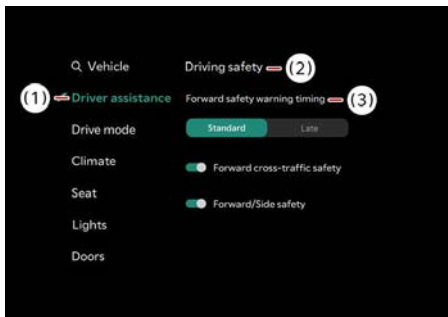 Vehicle
Driving safety (2)
(1) Driver assistance
Forward safety warning timing (3)
Drive mode
Standard Late
Climate
Forward cross-traffic safety
Seat
Forward/Side safety
Lights
Doors